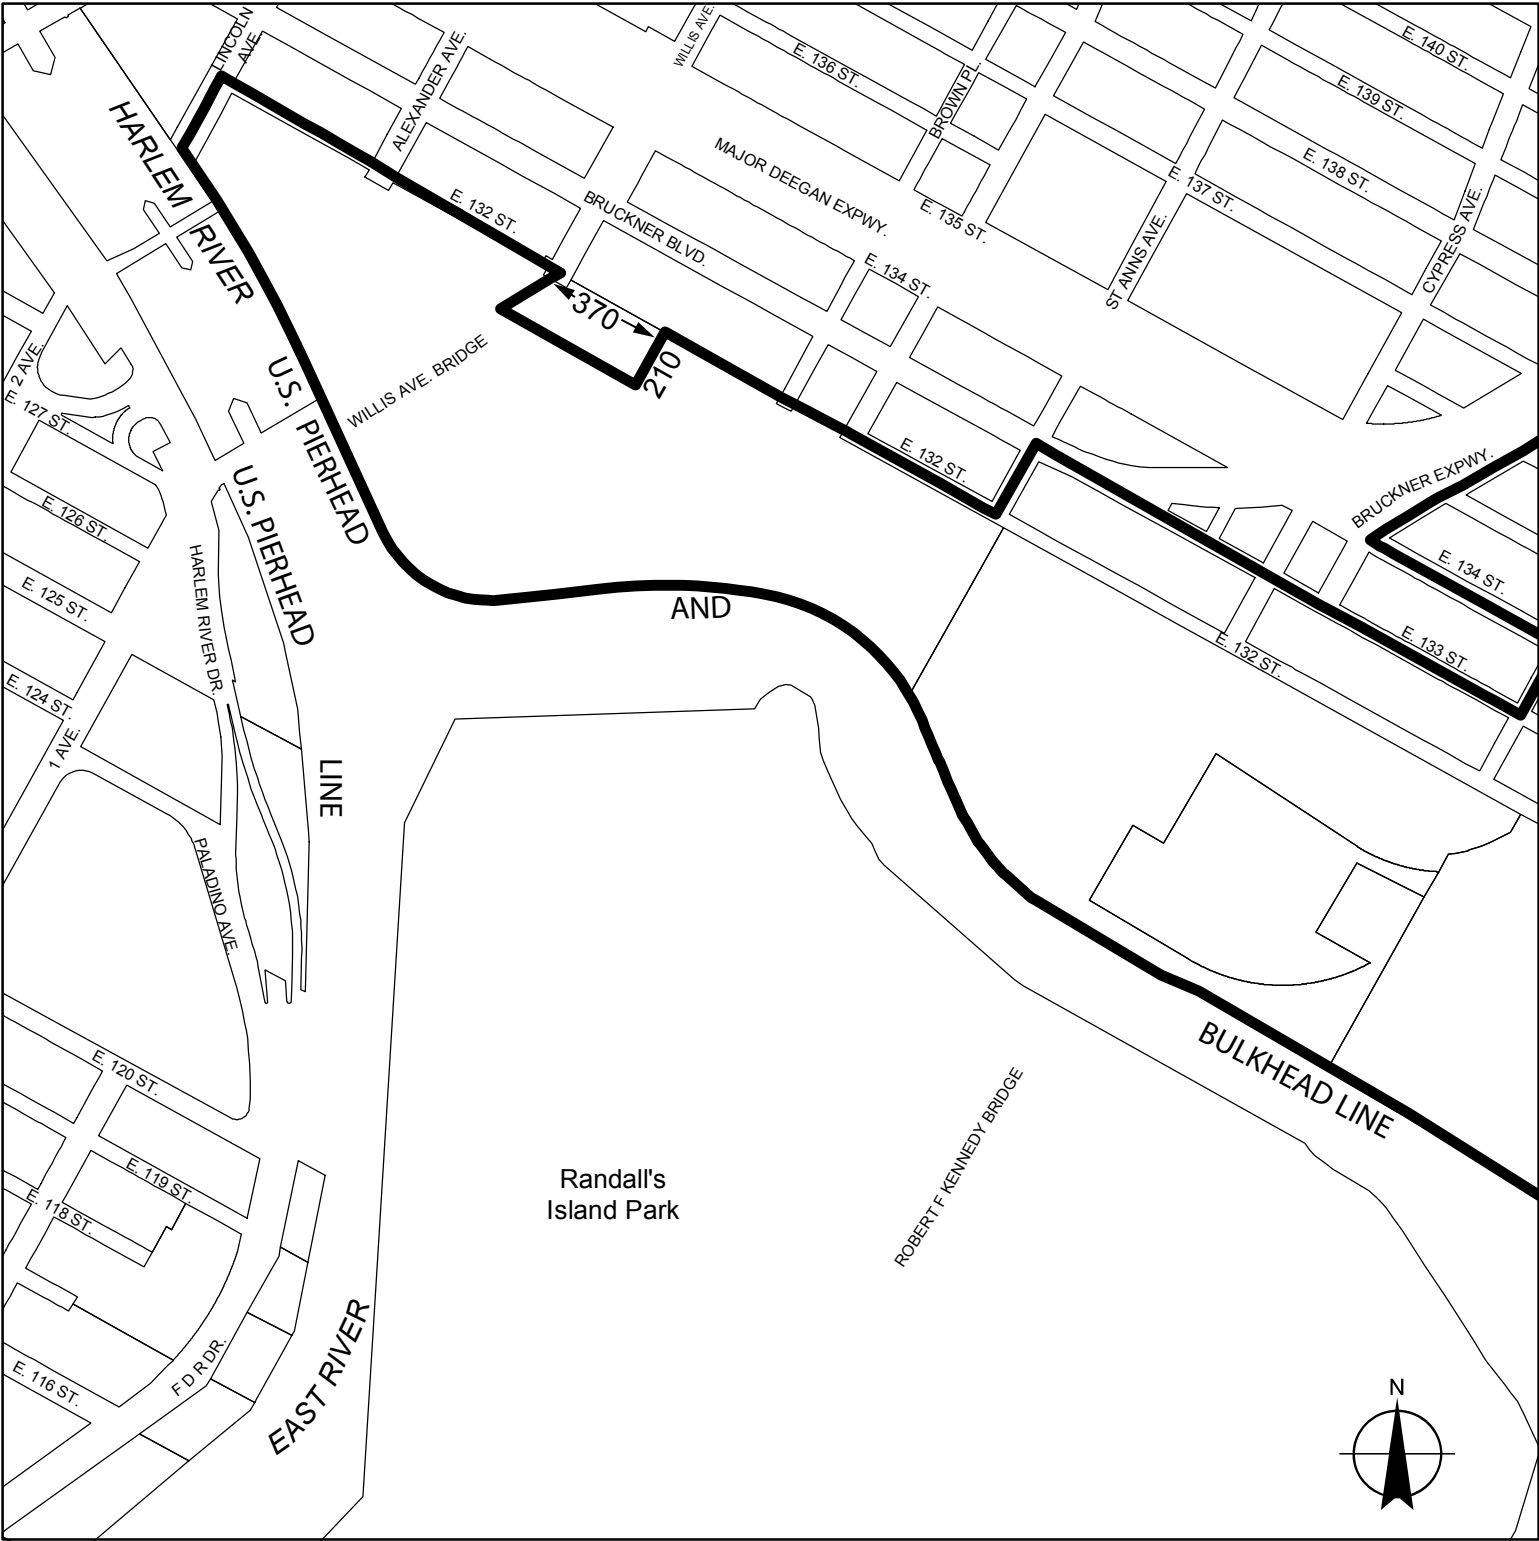 LINCOLN
AVE.
ALEXANDER AVE.
WILLIS AVE.
E. 136 ST.
BROWN PL.
E. 140 ST.
E. 139 ST.
E. 138 ST.
E. 137 ST.
CYPRESS AVE.
HARLEM RIVER
MAJOR DEEGAN EXPWY.
E. 135 ST.
ST ANNS AVE.
E. 132 ST.
BRUCKNER BLVD.
E. 134 ST.
370
210
WILLIS AVE. BRIDGE
U.S. PIERHEAD
2 AVE.
E. 127 ST.
E. 126 ST.
E. 125 ST.
E. 124 ST.
1 AVE.
HARLEM RIVER DR.
U.S. PIERHEAD
LINE
E. 132 ST.
BRUCKNER EXPWY.
E. 134 ST.
E. 133 ST.
E. 132 ST.
AND
PALADINO AVE.
BULKHEAD LINE
E. 120 ST.
E. 119 ST.
E. 118 ST.
E. 116 ST.
F D R DR.
EAST RIVER
Randall's
Island Park
ROBERT F KENNEDY BRIDGE
N